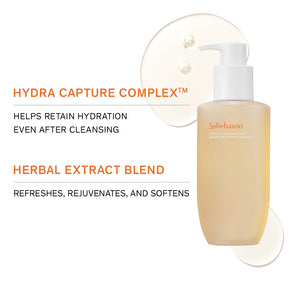 HYDRA CAPTURE COMPLEX™
HELPS RETAIN HYDRATION
EVEN AFTER CLEANSING
HERBAL EXTRACT BLEND
REFRESHES, REJUVENATES, AND SOFTENS
Sulwhasoo